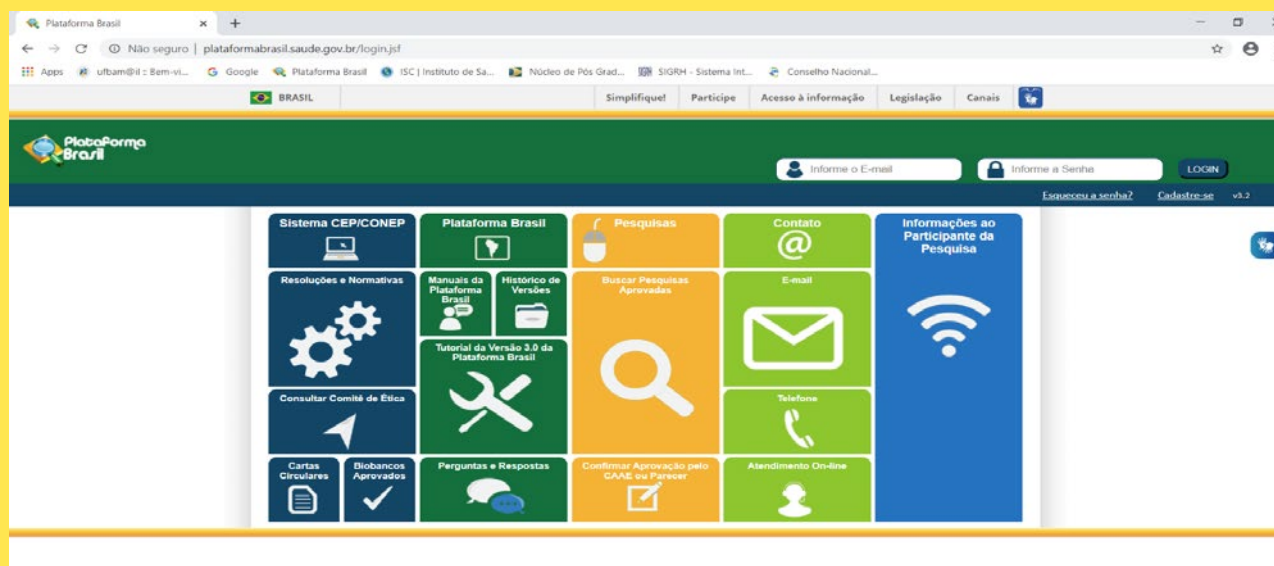 Plataforma Brasil
Não seguro | plataformabrasil.saude.gov.br/login.jsf
Apps
ufbam@il :: Bem-vi...
Google
Plataforma Brasil
ISC | Instituto de Sa...
Núcleo de Pós Grad...
SIGRH - Sistema Int...
Conselho Nacional...
BRASIL
Simplifique!
Participe
Acesso à informação
Legislação
Canais
Plataforma
Brasil
Informe o E-mail
Informe a Senha
LOGIN
Esqueceu a senha?
Cadastre-se
v3.2
Sistema CEP/CONEP
Plataforma Brasil
Pesquisas
Contato
@
Informações ao
Participante da
Pesquisa
Resoluções e Normativas
Manuais da
Plataforma
Brasil
Histórico de
Versões
Buscar Pesquisas
Aprovadas
E-mail
Tutorial da Versão 3.0 da
Plataforma Brasil
Consultar Comitê de Ética
Telefone
Cartas
Circulares
Biobancos
Aprovados
Perguntas e Respostas
Confirmar Aprovação pelo
CAAE ou Parecer
Atendimento On-line